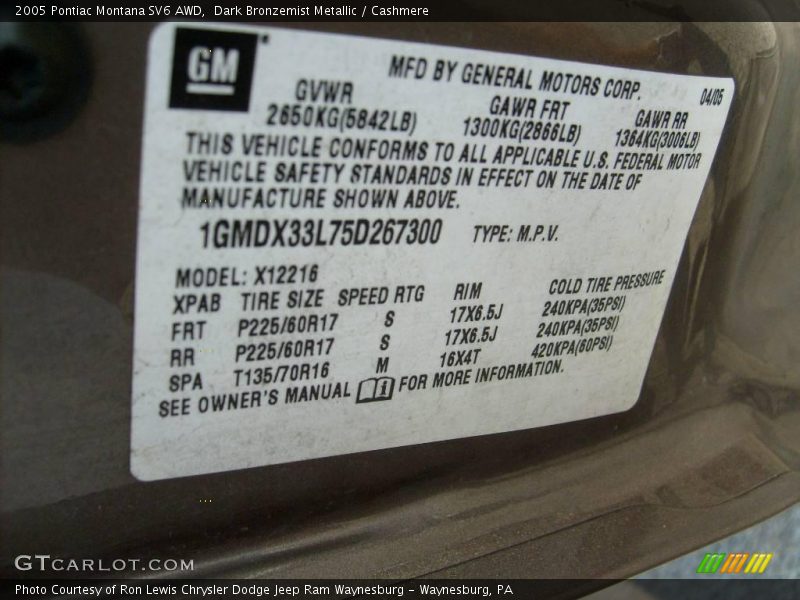 2005 Pontiac Montana SV6 AWD,  Dark Bronzemist Metallic / Cashmere
GM
MFD BY GENERAL MOTORS CORP.
04/05
GVWR GAWR FRT GAWR RR
2650KG(5842LB) 1300KG(2866LB) 1364KG(3006LB)
THIS VEHICLE CONFORMS TO ALL APPLICABLE U.S. FEDERAL MOTOR
VEHICLE SAFETY STANDARDS IN EFFECT ON THE DATE OF
MANUFACTURE SHOWN ABOVE.
1GMDX33L75D267300 TYPE: M.P.V.
MODEL: X12216
XPAB TIRE SIZE SPEED RTG RIM COLD TIRE PRESSURE
FRT P225/60R17 S 17X6.5J 240KPA(35PSI)
RR P225/60R17 S 17X6.5J 240KPA(35PSI)
SPA T135/70R16 M 16X4T 420KPA(60PSI)
SEE OWNER'S MANUAL FOR MORE INFORMATION.
GTCARLOT.COM
Photo Courtesy of Ron Lewis Chrysler Dodge Jeep Ram Waynesburg - Waynesburg, PA